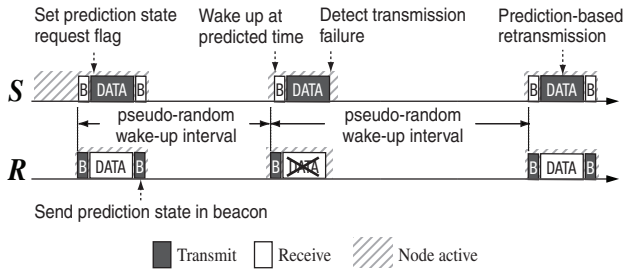 Set prediction state
request flag
Wake up at
predicted time
Detect transmission
failure
Prediction-based
retransmission
S
B DATA B
B DATA
B DATA B
pseudo-random
wake-up interval
pseudo-random
wake-up interval
R
B DATA B
B DATA
B DATA B
Send prediction state in beacon
Transmit
Receive
Node active